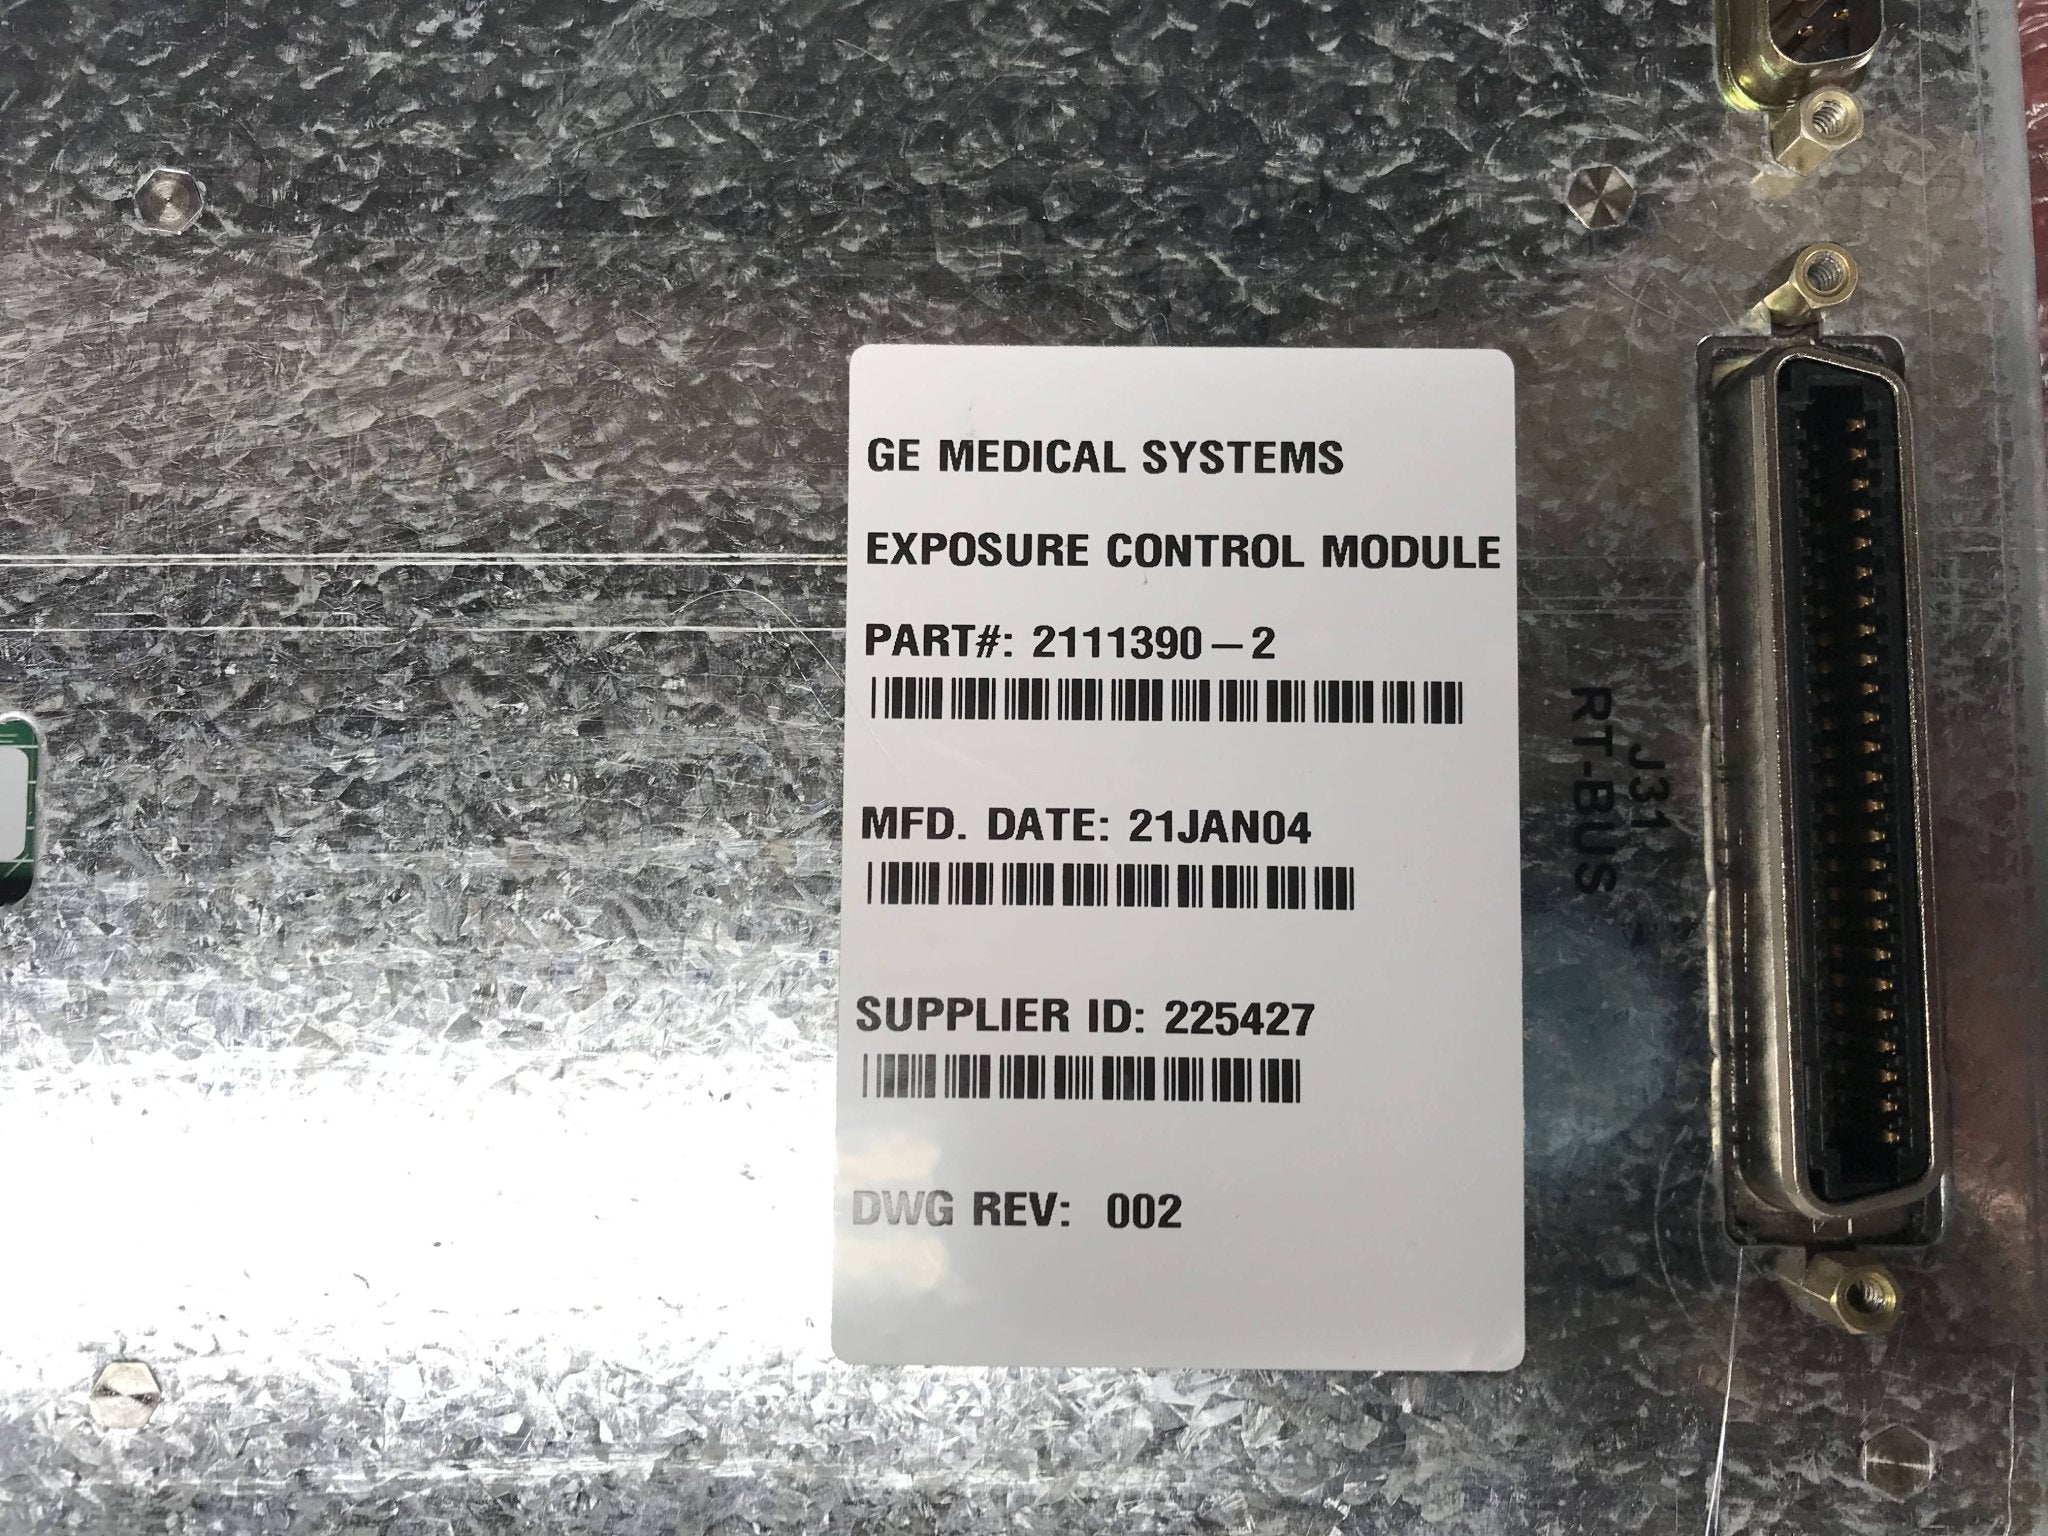 GE MEDICAL SYSTEMS
EXPOSURE CONTROL MODULE
PART#: 2111390-2
MFD. DATE: 21JAN04
SUPPLIER ID: 225427
DWG REV: 002
J31
RT-BUS